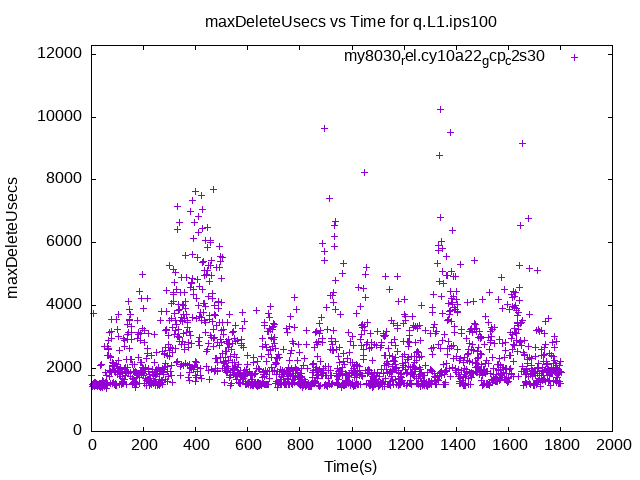 maxDeleteUsecs vs Time for q.L1.ips100
my8030rel.cy10a22gcpc2s30
12000
10000
8000
6000
4000
2000
0
maxDeleteUsecs
0 200 400 600 800 1000 1200 1400 1600 1800 2000
Time(s)